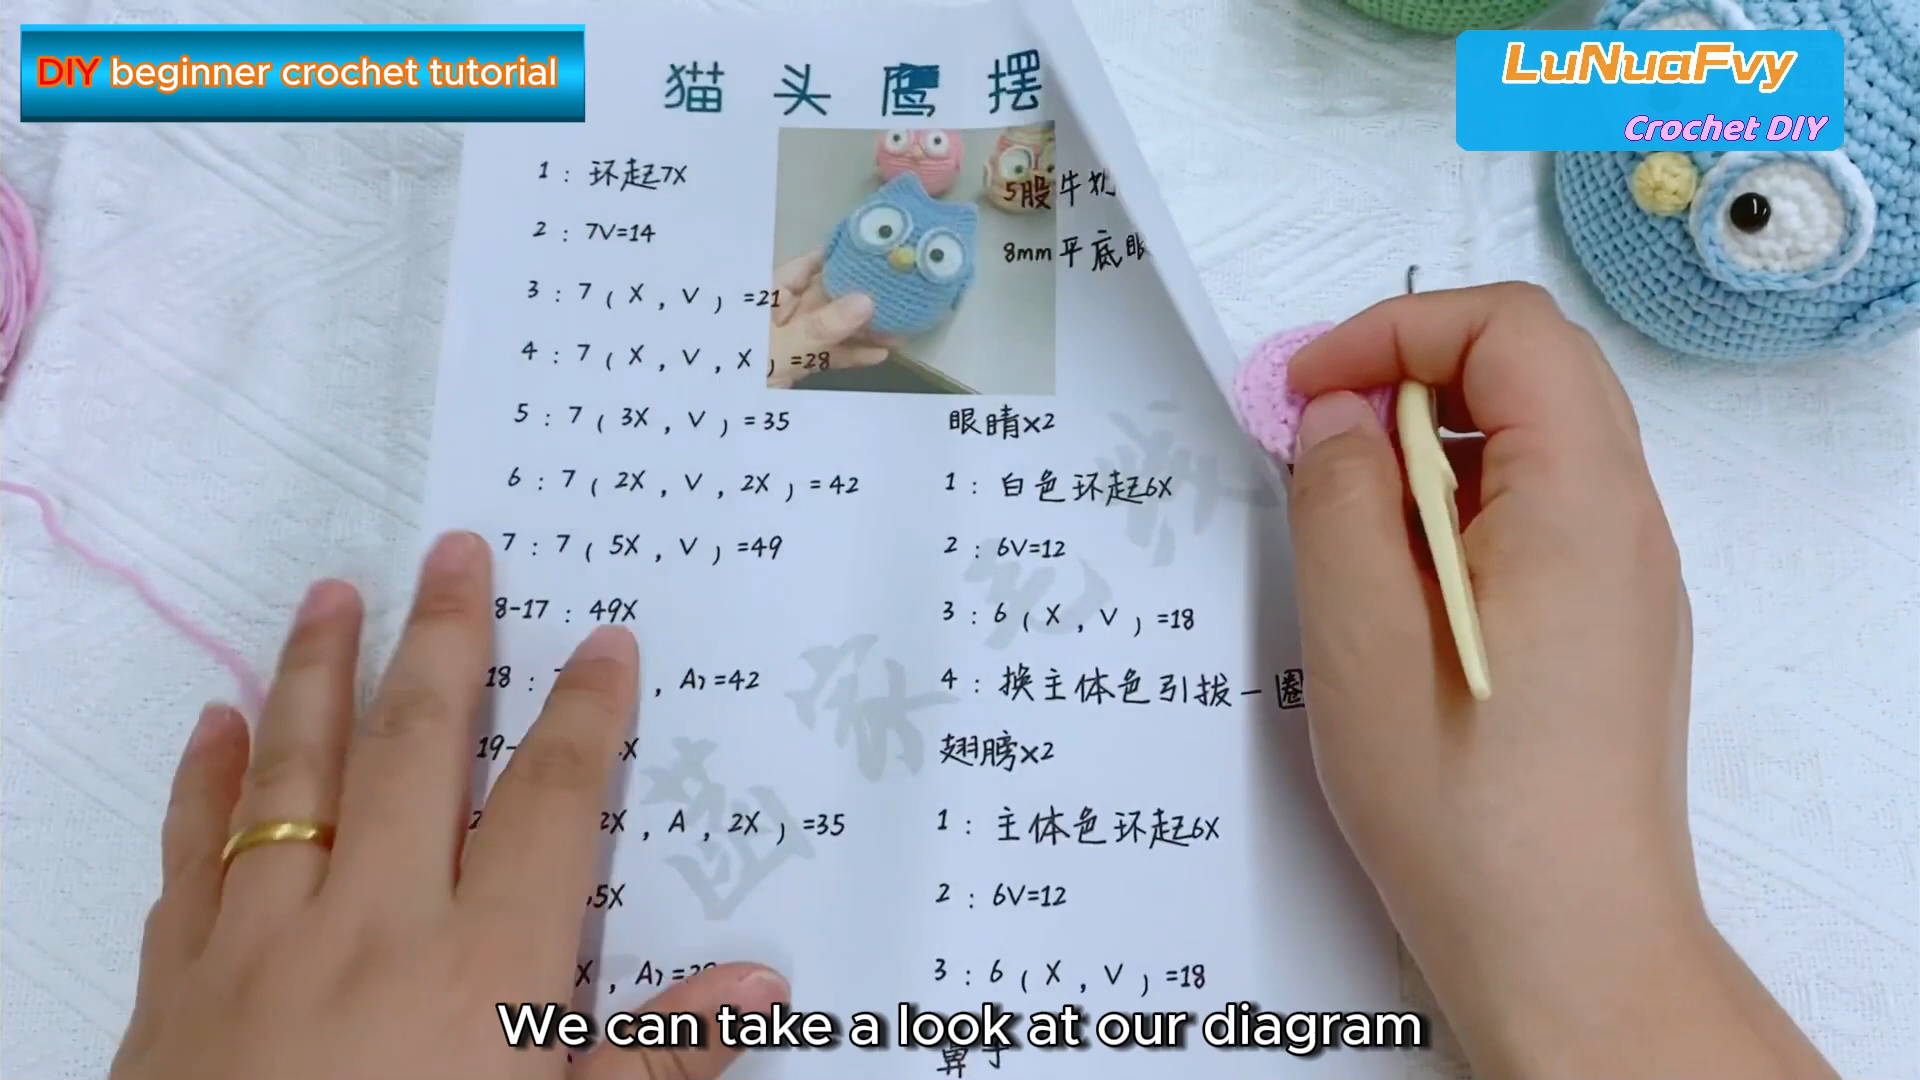 DIY beginner crochet tutorial
LuNuaFvy
Crochet DIY
猫头鹰摆
1：环起7X
2：7V=14
3：7（X，V）=21
4：7（X，V，X）=28
5：7（3X，V）=35
6：7（2X，V，2X）=42
7：7（5X，V）=49
8-17：49X
18：，A）=42
19-
X
2X，A，2X）=35
5X
X，A）=
5股牛奶
8mm平底眼
眼睛x2
1：白色环起6X
2：6V=12
3：6（X，V）=18
4：换主体色引拔一圈
翅膀x2
1：主体色环起6X
2：6V=12
3：6（X，V）=18
We can take a look at our diagram